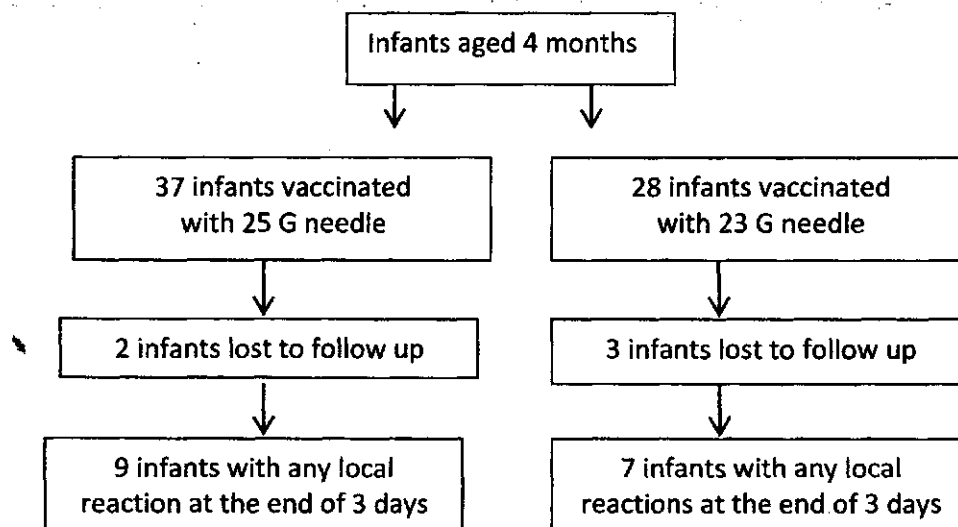 Infants aged 4 months
37 infants vaccinated
with 25 G needle
28 infants vaccinated
with 23 G needle
2 infants lost to follow up
3 infants lost to follow up
9 infants with any local
reaction at the end of 3 days
7 infants with any local
reactions at the end of 3 days